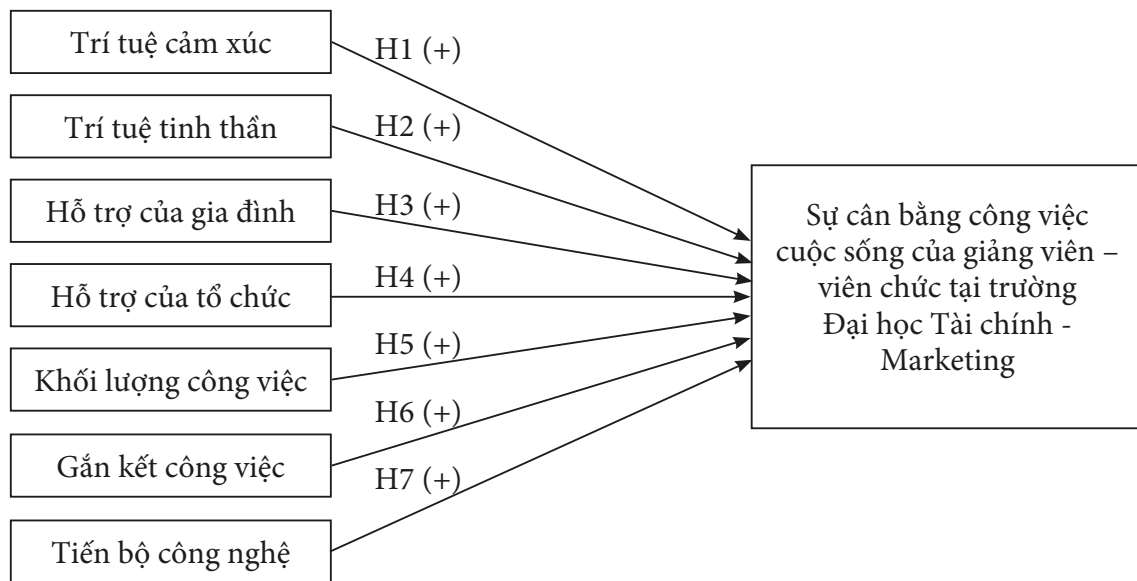 Trí tuệ cảm xúc
H1 (+)
Trí tuệ tinh thần
H2 (+)
Hỗ trợ của gia đình
H3 (+)
Hỗ trợ của tổ chức
H4 (+)
Khối lượng công việc
H5 (+)
Gắn kết công việc
H6 (+)
Tiến bộ công nghệ
H7 (+)
Sự cân bằng công việc
cuộc sống của giảng viên –
viên chức tại trường
Đại học Tài chính -
Marketing